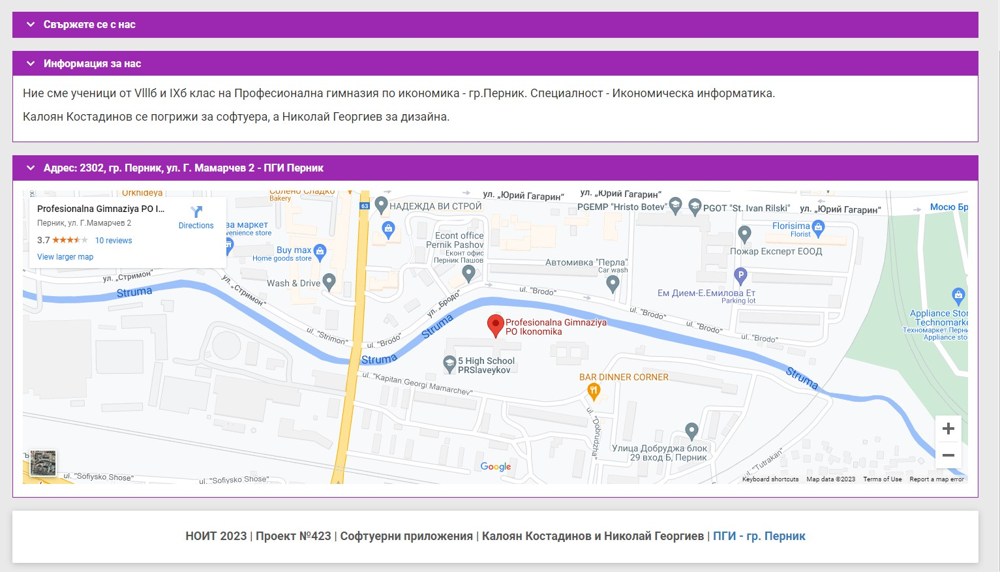 Свържете се с нас
Информация за нас
Ние сме ученици от VlllБ и IXб клас на Професионална гимназия по икономика - гр.Перник. Специалност - Икономическа информатика.
Калоян Костадинов се погрижи за софтуера, а Николай Георгиев за дизайна.
Адрес: 2302, гр. Перник, ул. Г. Мамарчев 2 - ПГИ Перник
Orkhideya
Солено Сладко
Bakery
ул. „Юрий Гагарин“
ул. „Юрий Гагарин“
63
НАДЕЖДА ВИ СТРОЙ
PGEMP "Hristo Botev"
PGOT "St. Ivan Rilski"
ул. „Юрий Гагарин“
Мосю Бр
Profesionalna Gimnaziya PO I...
Перник, ул. Г.Мамарчев 2
3.7
10 reviews
View larger map
Directions
ва маркет
venience store
Florisima
Florist
Econt office
Pernik Pashov
Еконт офис
Перник Пашов
Buy max
Home goods store
Пожар Експерт ЕООД
Автомивка "Перла"
Car wash
ул. „Стримон“
ул. „Стримон“
Struma
Wash & Drive
ul. "Brodo"
Ем Дием-Е.Емилова Ет
Parking lot
P
ул. „Бродо“
ul. "Brodo"
ul. "Brodo"
ul. "Brodo"
Appliance Stor
Technomarke
Техномаркет Перни
Appliance sto
Struma
Profesionalna Gimnaziya
PO Ikonomika
ul. "Strimon"
ul. "Brodo"
Struma
5 High School
PRSlaveykov
Struma
ul. "Kapitan Georgi Mamarchev"
BAR DINNER CORNER
ul. "Dobrudzha"
Улица Добруджа блок
29 вход Б, Перник
ul. "Tutrakan"
Google
ul. "Sofiysko Shose"
ul. "Sofiysko Shose"
Keyboard shortcuts
Map data ©2023
Terms of Use
Report a map error
НОИТ 2023 | Проект №423 | Софтуерни приложения | Калоян Костадинов и Николай Георгиев | ПГИ - гр. Перник